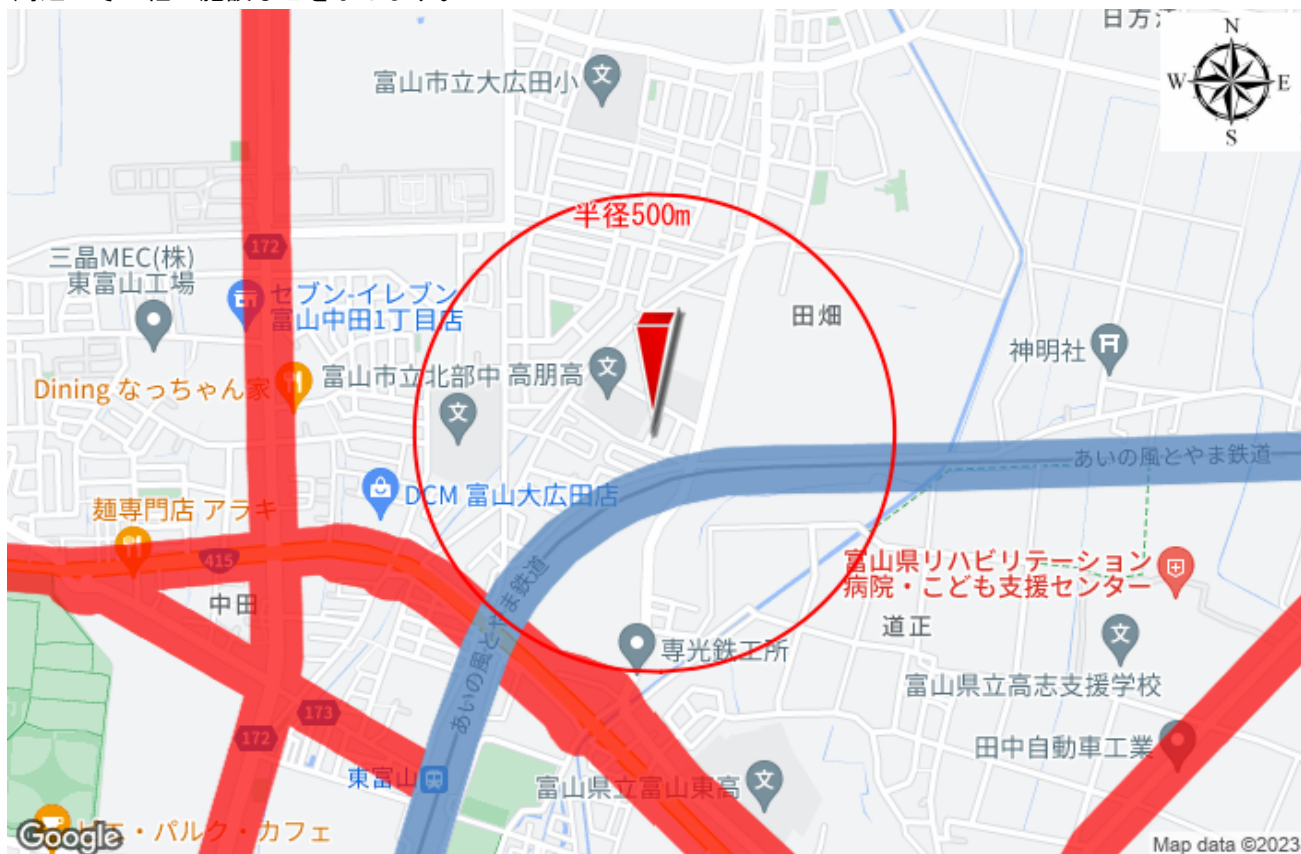 日方江
N
W
E
S
富山市立大広田小
半径500m
172
三晶MEC(株)
東富山工場
セブン-イレブン
富山中田1丁目店
田畑
神明社
富山市立北部中
高朋高
Dining なっちゃん家
あいの風とやま鉄道
DCM 富山大広田店
麺専門店 アラキ
415
中田
富山県リハビリテーション
病院・こども支援センター
あいの風とやま鉄道
道正
専光鉄工所
富山県立高志支援学校
173
172
田中自動車工業
東富山
富山県立富山東高
・パルク・カフェ
Google
Map data ©2023